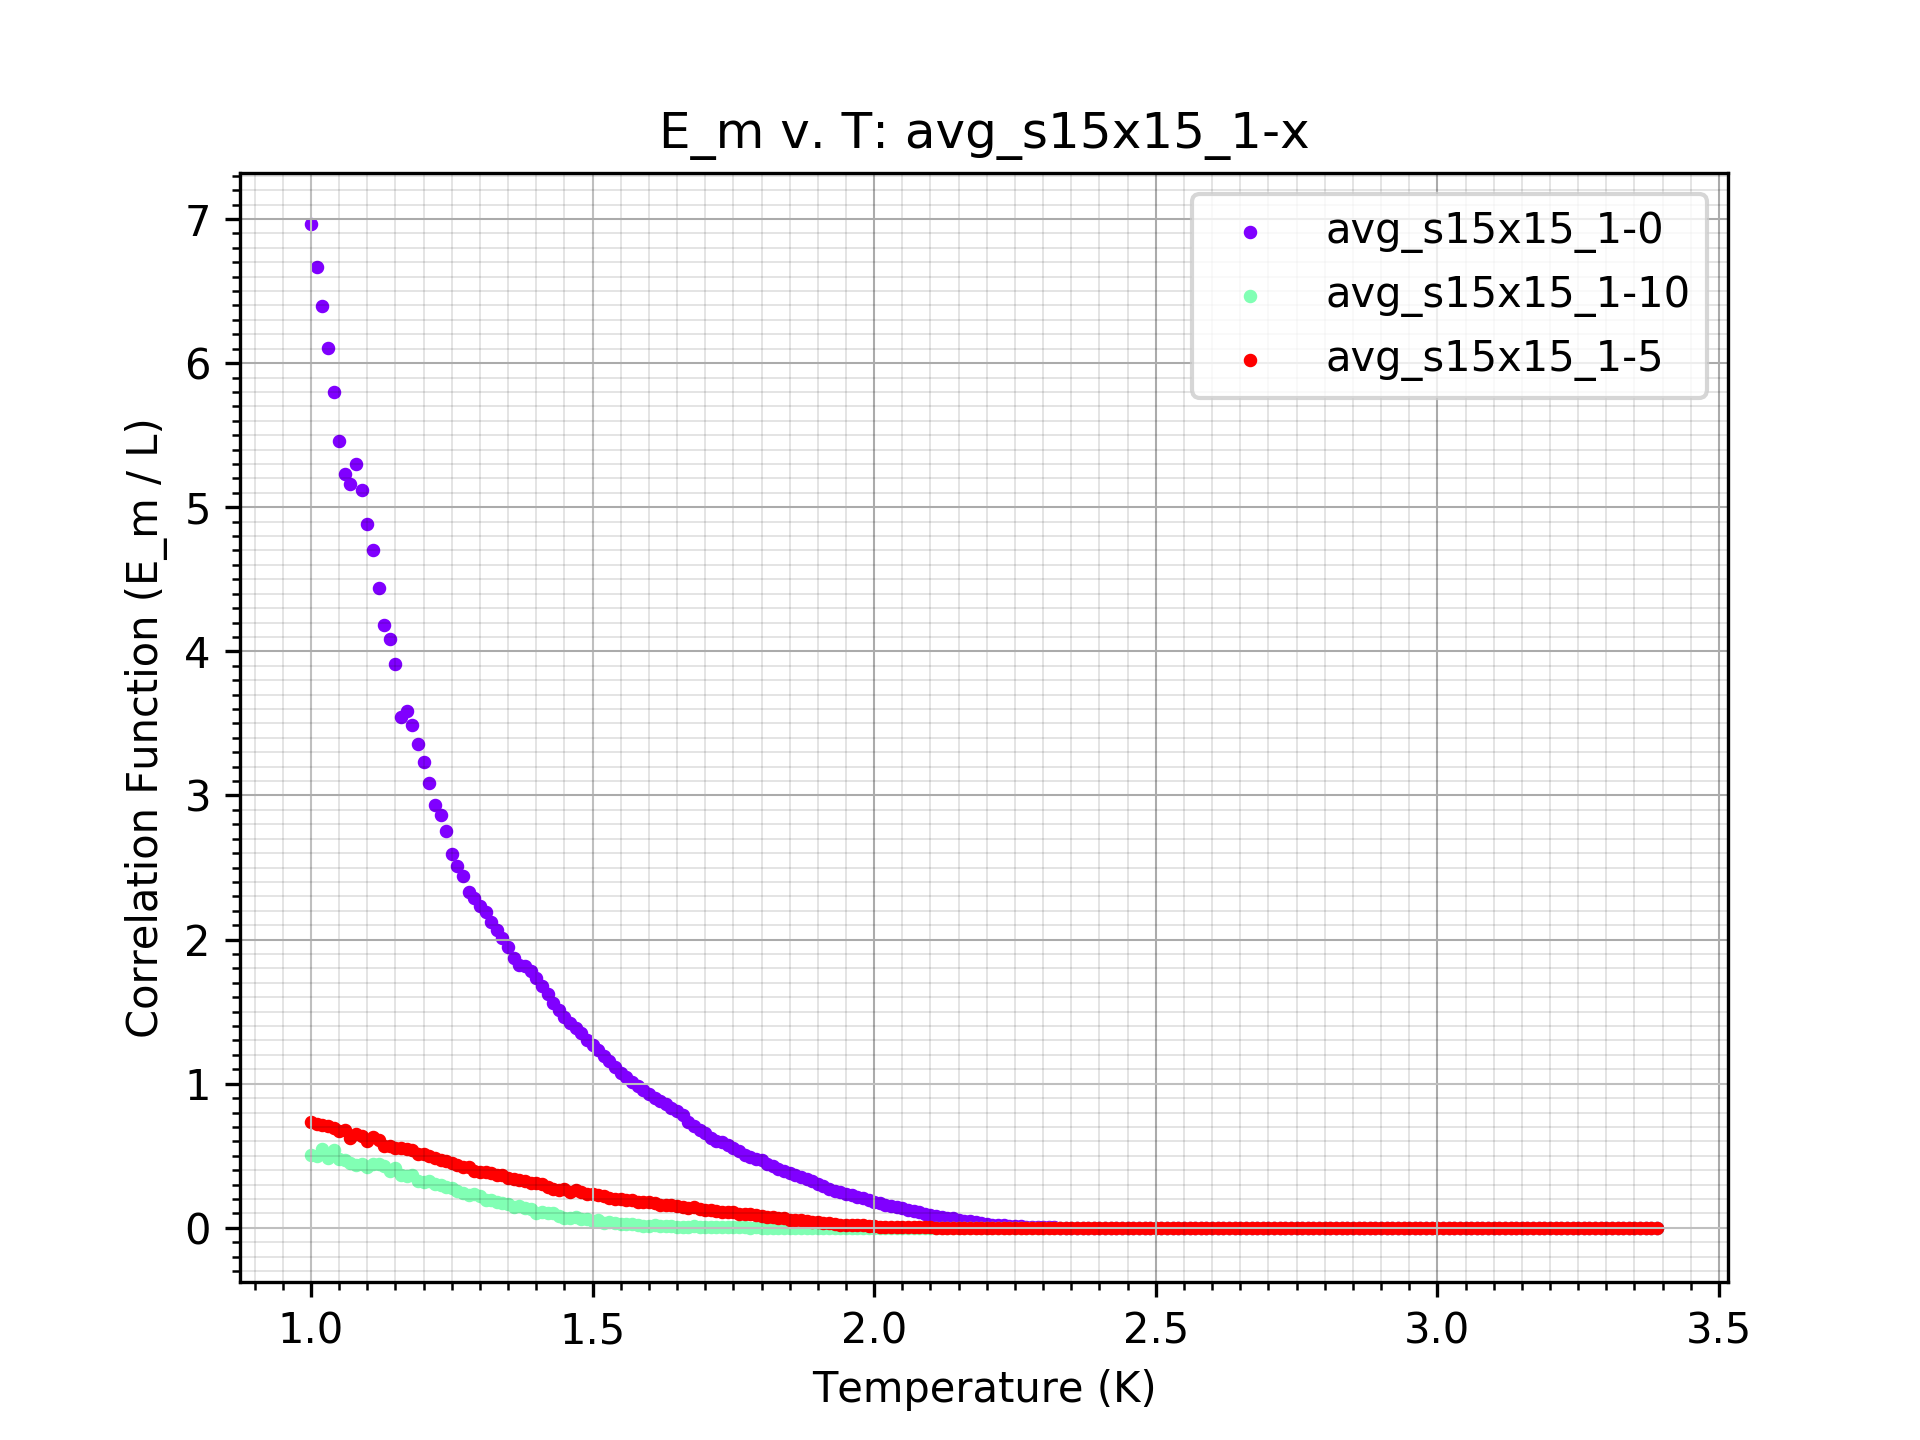 E_m v. T: avg_s15x15_1-x
avg_s15x15_1-0
avg_s15x15_1-10
avg_s15x15_1-5
Correlation Function (E_m / L)
7
6
5
4
3
2
1
0
1.0 1.5 2.0 2.5 3.0 3.5
Temperature (K)